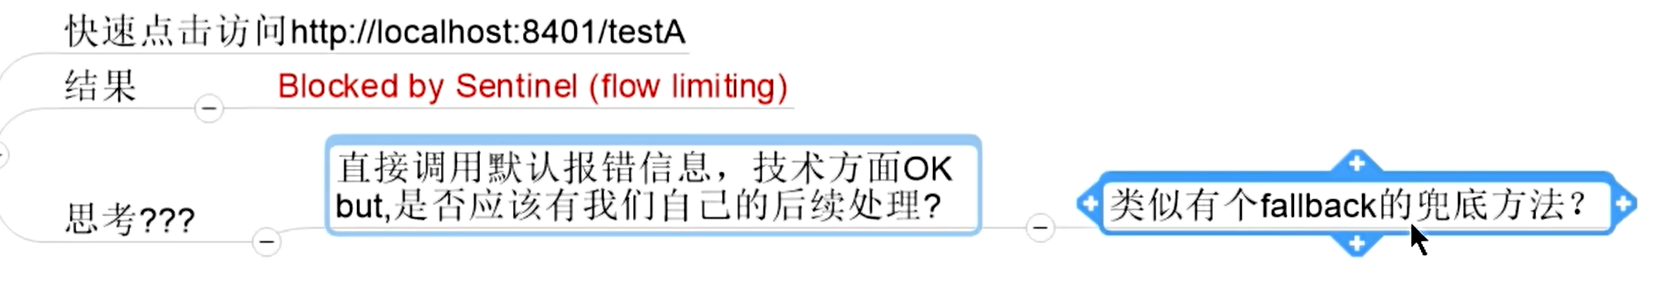 快速点击访问http://localhost:8401/testA
结果
Blocked by Sentinel (flow limiting)
思考???
直接调用默认报错信息，技术方面OK
but,是否应该有我们自己的后续处理?
类似有个fallback的兜底方法？